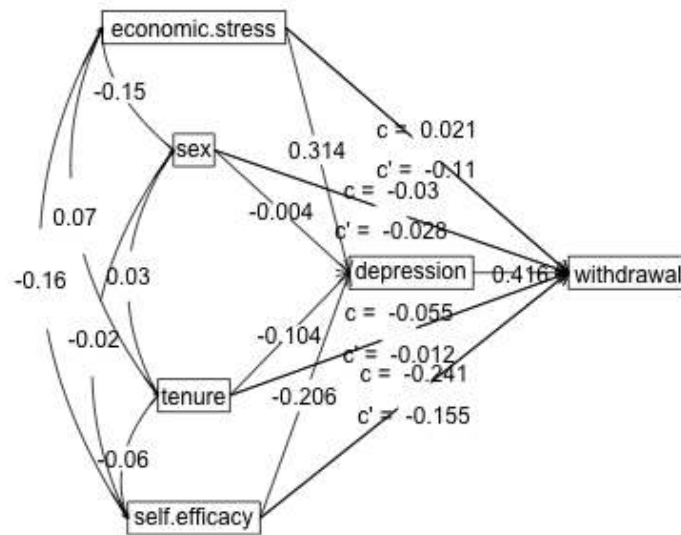 economic.stress
-0.15
c = 0.021
sex
0.314
c' = -0.11
c = -0.03
0.07
-0.004
c' = -0.028
-0.16
0.03
depression
0.416
withdrawal
-0.02
-0.104
c = -0.055
c' = -0.012
c = -0.241
tenure
-0.206
c' = -0.155
-0.06
self.efficacy